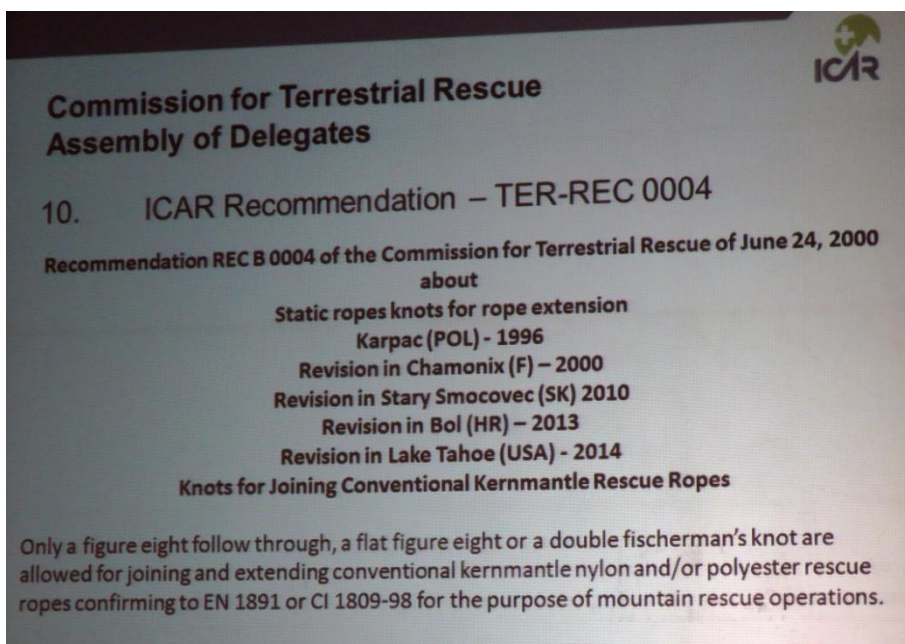 ICAR
Commission for Terrestrial Rescue
Assembly of Delegates
10. ICAR Recommendation – TER-REC 0004
Recommendation REC B 0004 of the Commission for Terrestrial Rescue of June 24, 2000
about
Static ropes knots for rope extension
Karpac (POL) - 1996
Revision in Chamonix (F) – 2000
Revision in Stary Smocovec (SK) 2010
Revision in Bol (HR) – 2013
Revision in Lake Tahoe (USA) - 2014
Knots for Joining Conventional Kernmantle Rescue Ropes
Only a figure eight follow through, a flat figure eight or a double fischerman's knot are
allowed for joining and extending conventional kernmantle nylon and/or polyester rescue
ropes confirming to EN 1891 or CI 1809-98 for the purpose of mountain rescue operations.